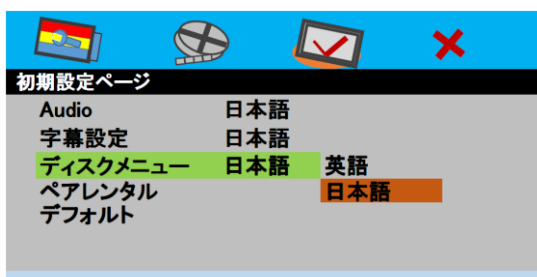 初期設定ページ
Audio 日本語
字幕設定 日本語
ディスクメニュー 日本語 英語
ペアレンタル 日本語
デフォルト